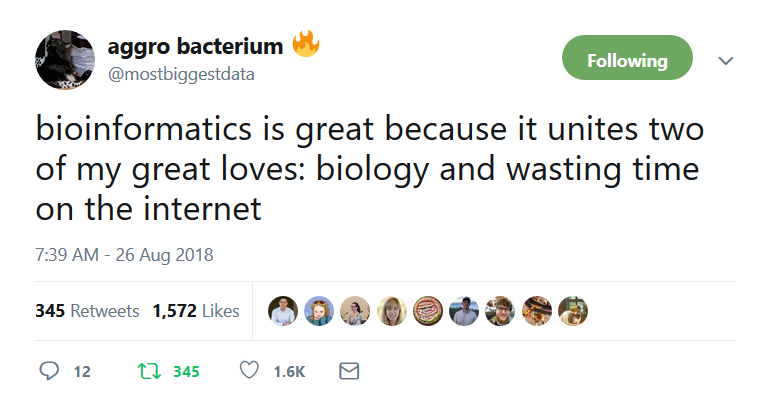 aggro bacterium 🔥
@mostbiggestdata
Following
bioinformatics is great because it unites two
of my great loves: biology and wasting time
on the internet
7:39 AM - 26 Aug 2018
345 Retweets 1,572 Likes
12 345 1.6K